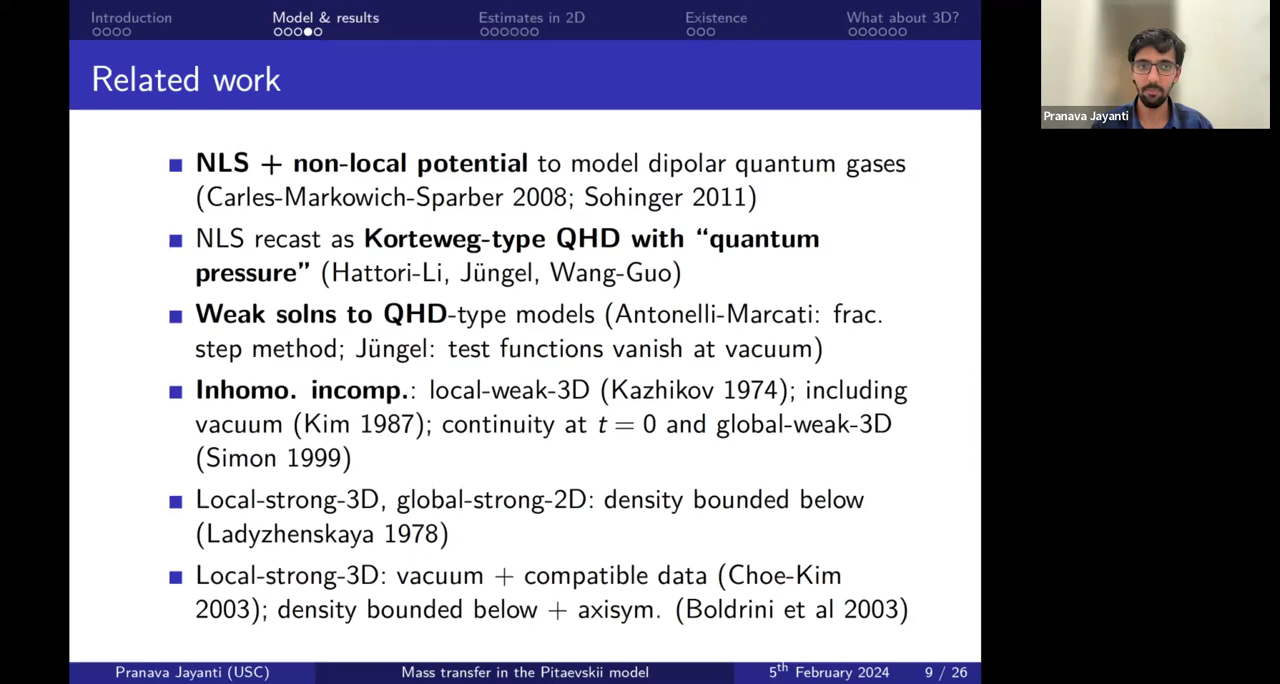 Introduction
Model & results
Estimates in 2D
Existence
What about 3D?
Related work
NLS + non-local potential to model dipolar quantum gases
(Carles-Markowich-Sparber 2008; Sohinger 2011)
NLS recast as Korteweg-type QHD with “quantum
pressure” (Hattori-Li, Jüngel, Wang-Guo)
Weak solns to QHD-type models (Antonelli-Marcati: frac.
step method; Jüngel: test functions vanish at vacuum)
Inhomo. incomp.: local-weak-3D (Kazhikov 1974); including
vacuum (Kim 1987); continuity at t = 0 and global-weak-3D
(Simon 1999)
Local-strong-3D, global-strong-2D: density bounded below
(Ladyzhenskaya 1978)
Local-strong-3D: vacuum + compatible data (Choe-Kim
2003); density bounded below + axisym. (Boldrini et al 2003)
Pranava Jayanti (USC)
Mass transfer in the Pitaevskii model
5th February 2024
9 / 26
Pranava Jayanti